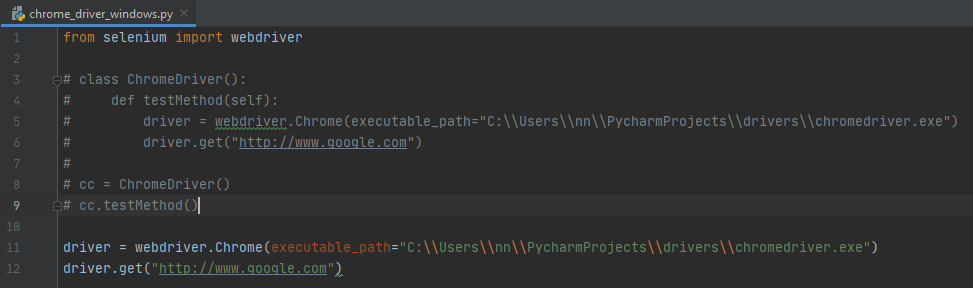 chrome_driver_windows.py ×
1 from selenium import webdriver
2
3 # class ChromeDriver():
4 #     def testMethod(self):
5 #         driver = webdriver.Chrome(executable_path="C:\\Users\\nn\\PycharmProjects\\drivers\\chromedriver.exe")
6 #         driver.get("http://www.google.com")
7 #
8 # cc = ChromeDriver()
9 # cc.testMethod()
10
11 driver = webdriver.Chrome(executable_path="C:\\Users\\nn\\PycharmProjects\\drivers\\chromedriver.exe")
12 driver.get("http://www.google.com")